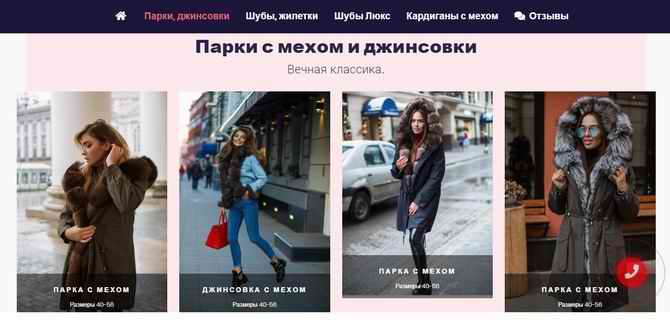 Парки, джинсовки
Шубы, жилетки
Шубы Люкс
Кардиганы с мехом
Отзывы
Парки с мехом и джинсовки
Вечная классика.
ПАРКА С МЕХОМ
Размеры 40-56
ДЖИНСОВКА С МЕХОМ
Размеры 40-56
ПАРКА С МЕХОМ
Размеры 40-56
ПАРКА С МЕХОМ
Размеры 40-56